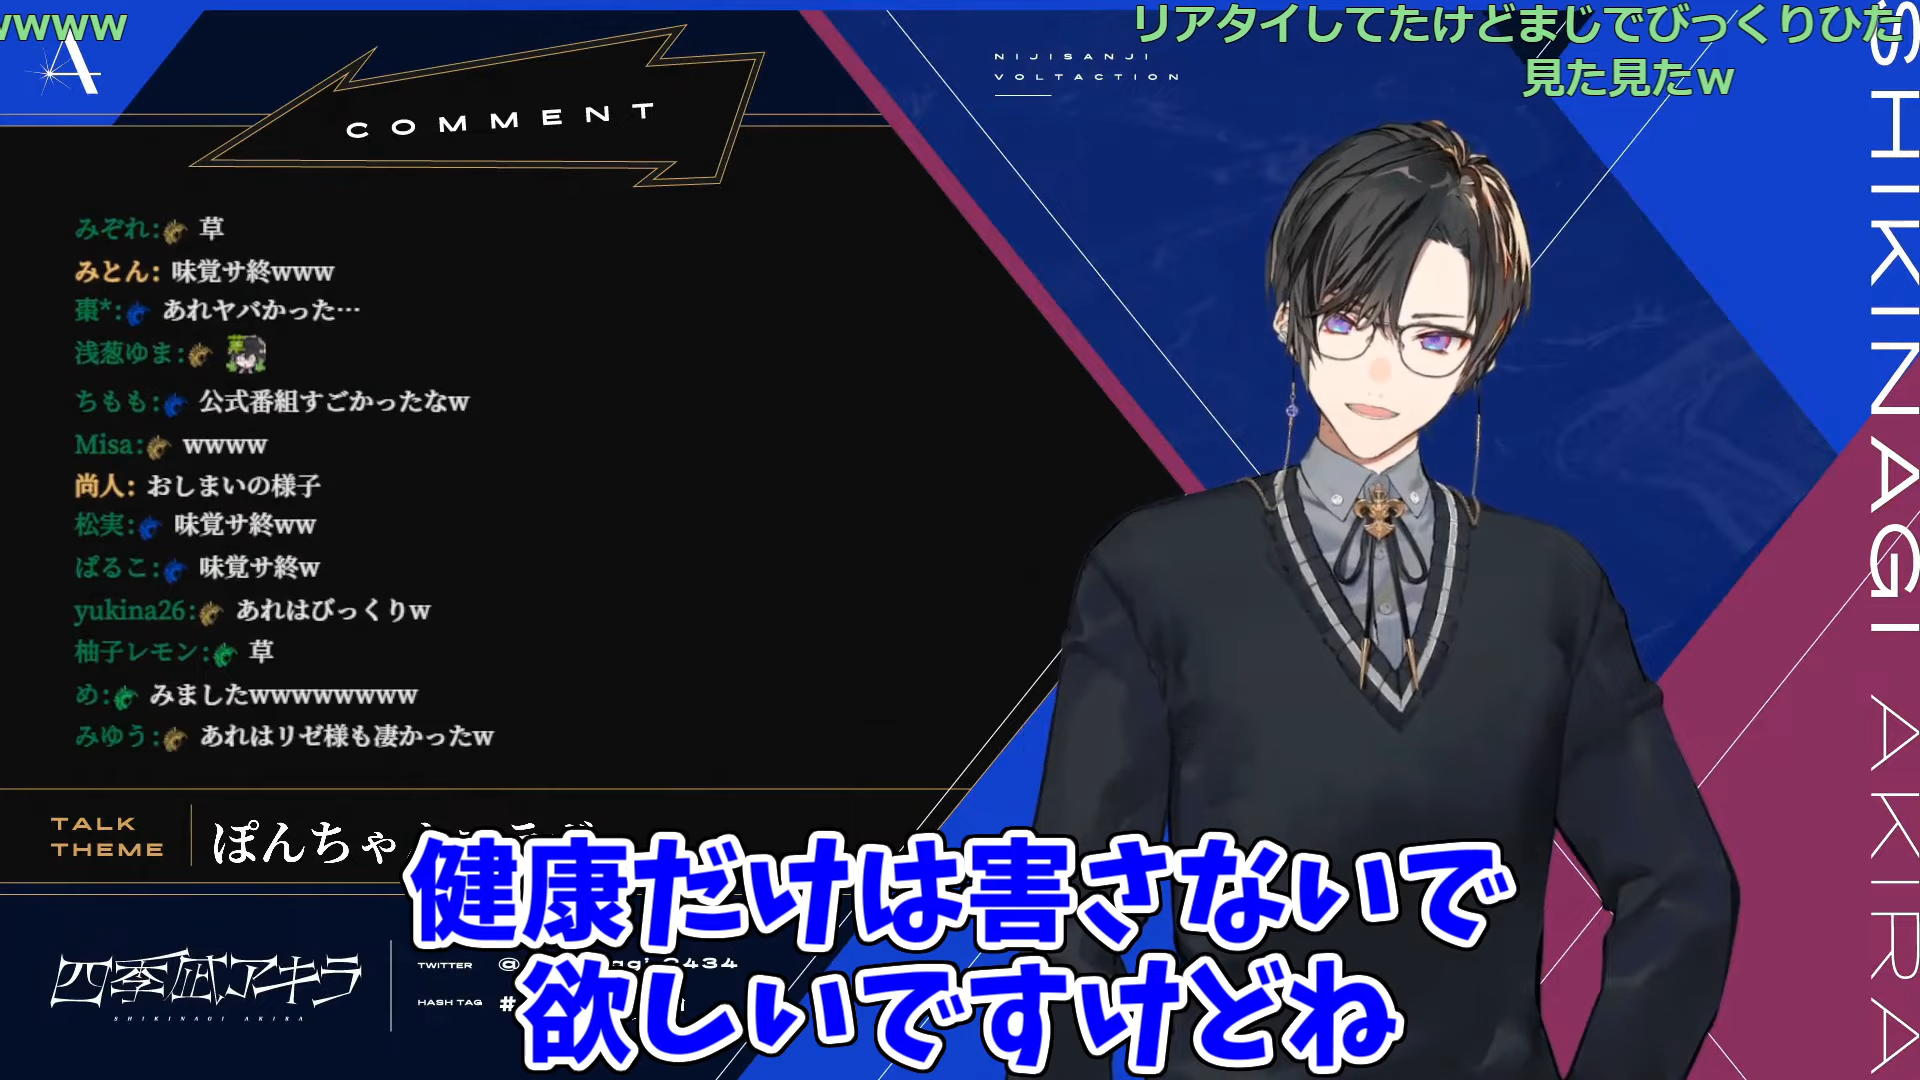 wwww
リアタイしてたけどまじでびっくりひた
見た見たw
A
COMMENT
NIJISANJI
VOLTACTION
みぞれ: 草
みとん: 味覚サ終www
棗*: あれヤバかった…
浅葱ゆま:
ちもも: 公式番組すごかったなw
Misa: wwww
尚人: おしまいの様子
松実: 味覚サ終ww
ぱるこ: 味覚サ終w
yukina26: あれはびっくりw
柚子レモン: 草
め: みましたwwwwwwww
みゆう: あれはリゼ様も凄かったw
TALK
THEME
ぽんちゃ
健康だけは害さないで
欲しいですけどね
四季凪アキラ
SHIKINAGI AKIRA
TWITTER @
HASH TAG #
SHIKINAGI AKIRA